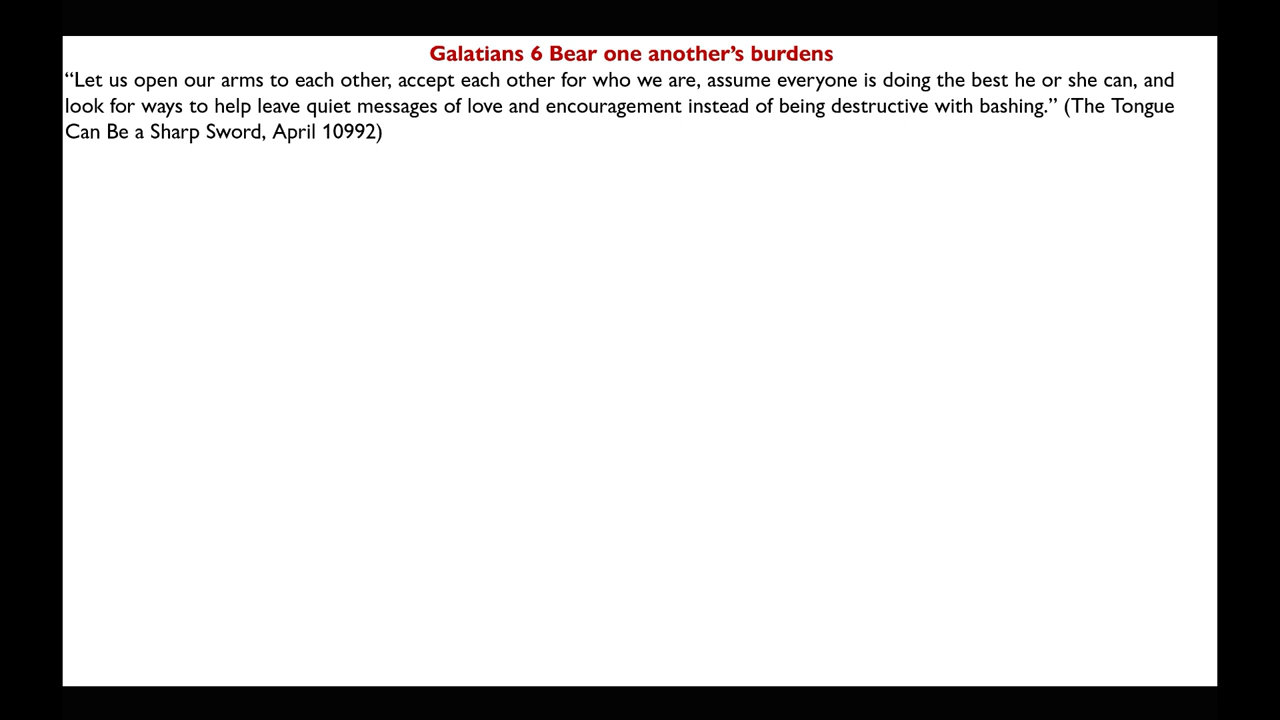 Galatians 6 Bear one another’s burdens
“Let us open our arms to each other, accept each other for who we are, assume everyone is doing the best he or she can, and
look for ways to help leave quiet messages of love and encouragement instead of being destructive with bashing.” (The Tongue
Can Be a Sharp Sword, April 10992)